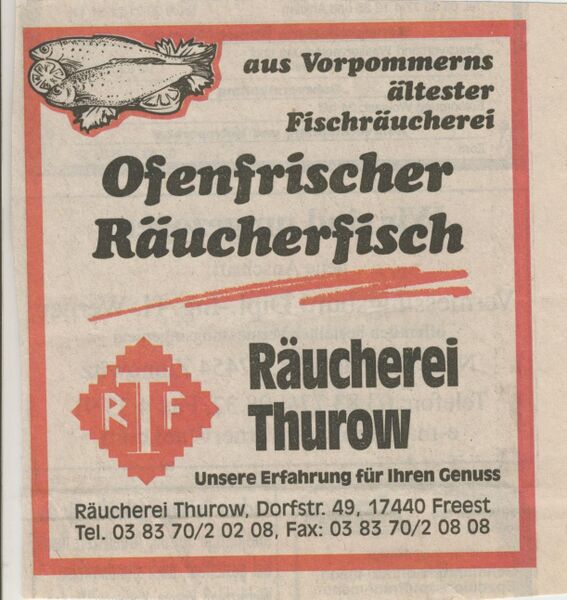 aus Vorpommerns
ältester
Fischräucherei
Ofenfrischer
Räucherfisch
RTF
Räucherei
Thurow
Unsere Erfahrung für Ihren Genuss
Räucherei Thurow, Dorfstr. 49, 17440 Freest
Tel. 03 83 70/2 02 08, Fax: 03 83 70/2 08 08